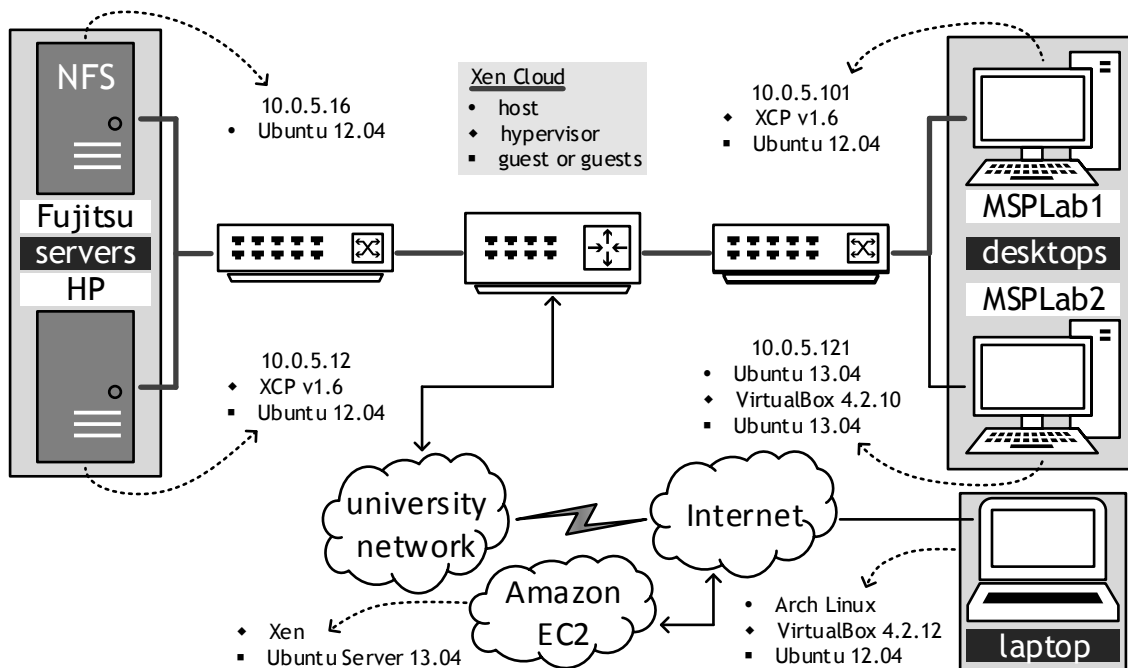 NFS
Fujitsu
servers
HP
10.0.5.16
• Ubuntu 12.04
Xen Cloud
• host
◆ hypervisor
■ guest or guests
10.0.5.101
◆ XCP v1.6
■ Ubuntu 12.04
MSPLab1
desktops
MSPLab2
10.0.5.12
◆ XCP v1.6
■ Ubuntu 12.04
10.0.5.121
• Ubuntu 13.04
◆ VirtualBox 4.2.10
■ Ubuntu 13.04
university
network
Internet
Amazon
EC2
◆ Xen
■ Ubuntu Server 13.04
• Arch Linux
◆ VirtualBox 4.2.12
■ Ubuntu 12.04
laptop